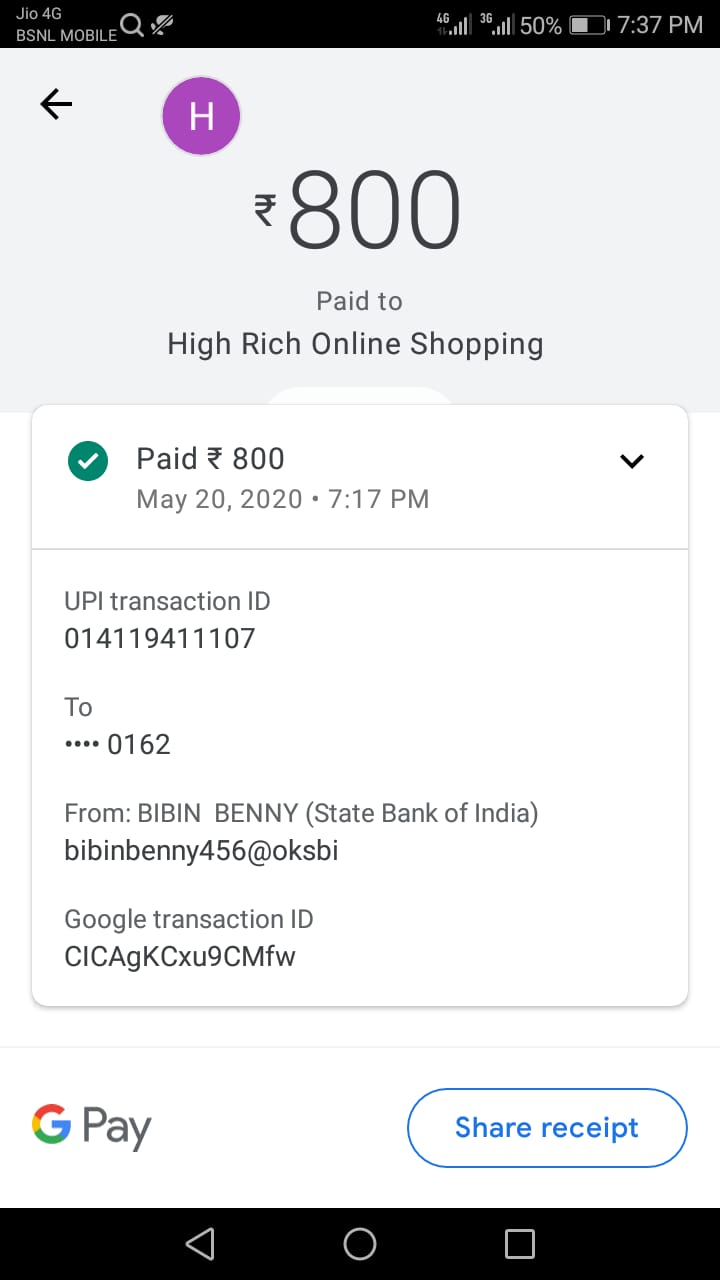 Jio 4G
BSNL MOBILE
4G 3G 50% 7:37 PM
H
₹800
Paid to
High Rich Online Shopping
Paid ₹ 800
May 20, 2020 • 7:17 PM
UPI transaction ID
014119411107
To
•••• 0162
From: BIBIN  BENNY (State Bank of India)
bibinbenny456@oksbi
Google transaction ID
CICAgKCxu9CMfw
G Pay
Share receipt